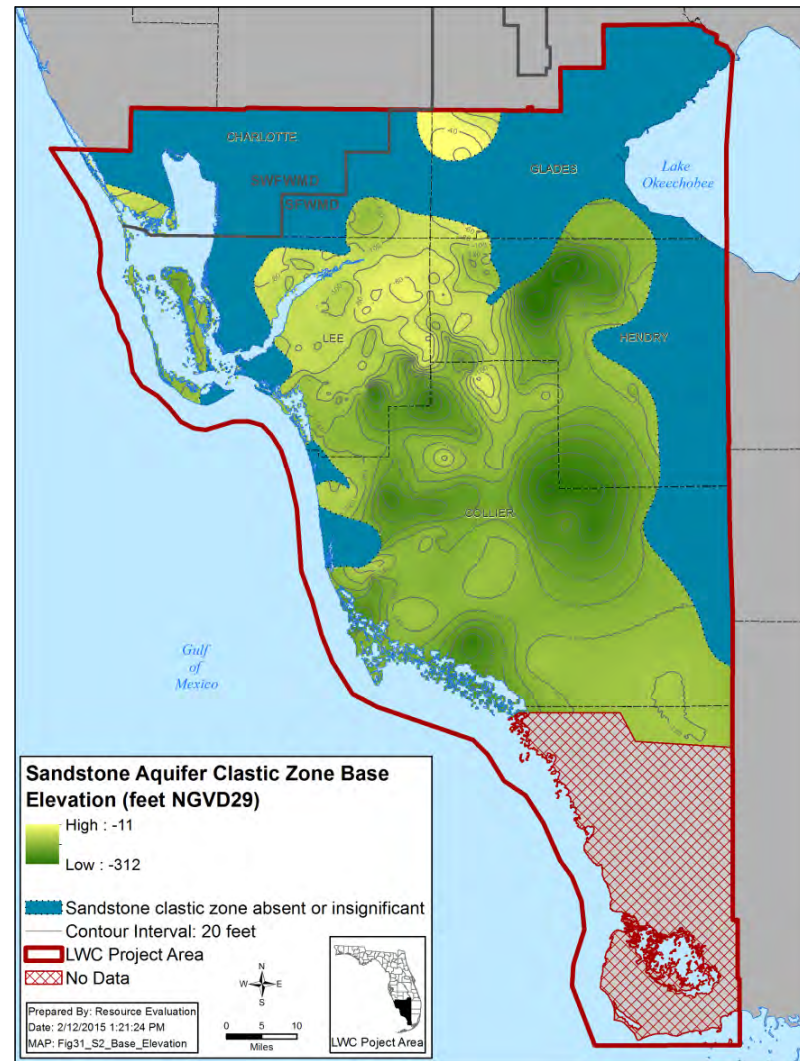 CHARLOTTE
SWFWMD
SFWMD
GLADES
Lake
Okeechobee
LEE
HENDRY
COLLIER
Gulf
of
Mexico
Sandstone Aquifer Clastic Zone Base
Elevation (feet NGVD29)
High : -11
Low : -312
Sandstone clastic zone absent or insignificant
Contour Interval: 20 feet
LWC Project Area
No Data
N
W E
S
Prepared By: Resource Evaluation
Date: 2/12/2015 1:21:24 PM
MAP: Fig31_S2_Base_Elevation
0 5 10
Miles
LWC Poject Area